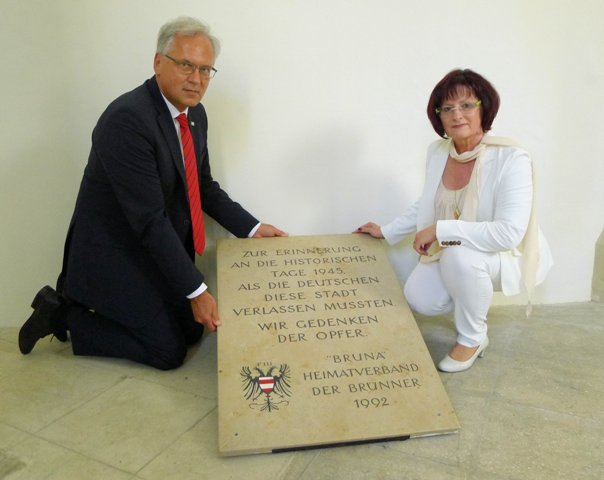 ZUR ERINNERUNG
AN DIE HISTORISCHEN
TAGE 1945,
ALS DIE DEUTSCHEN
DIESE STADT
VERLASSEN MUSSTEN.
WIR GEDENKEN
DER OPFER.
"BRUNA"
HEIMATVERBAND
DER BRÜNNER
1992